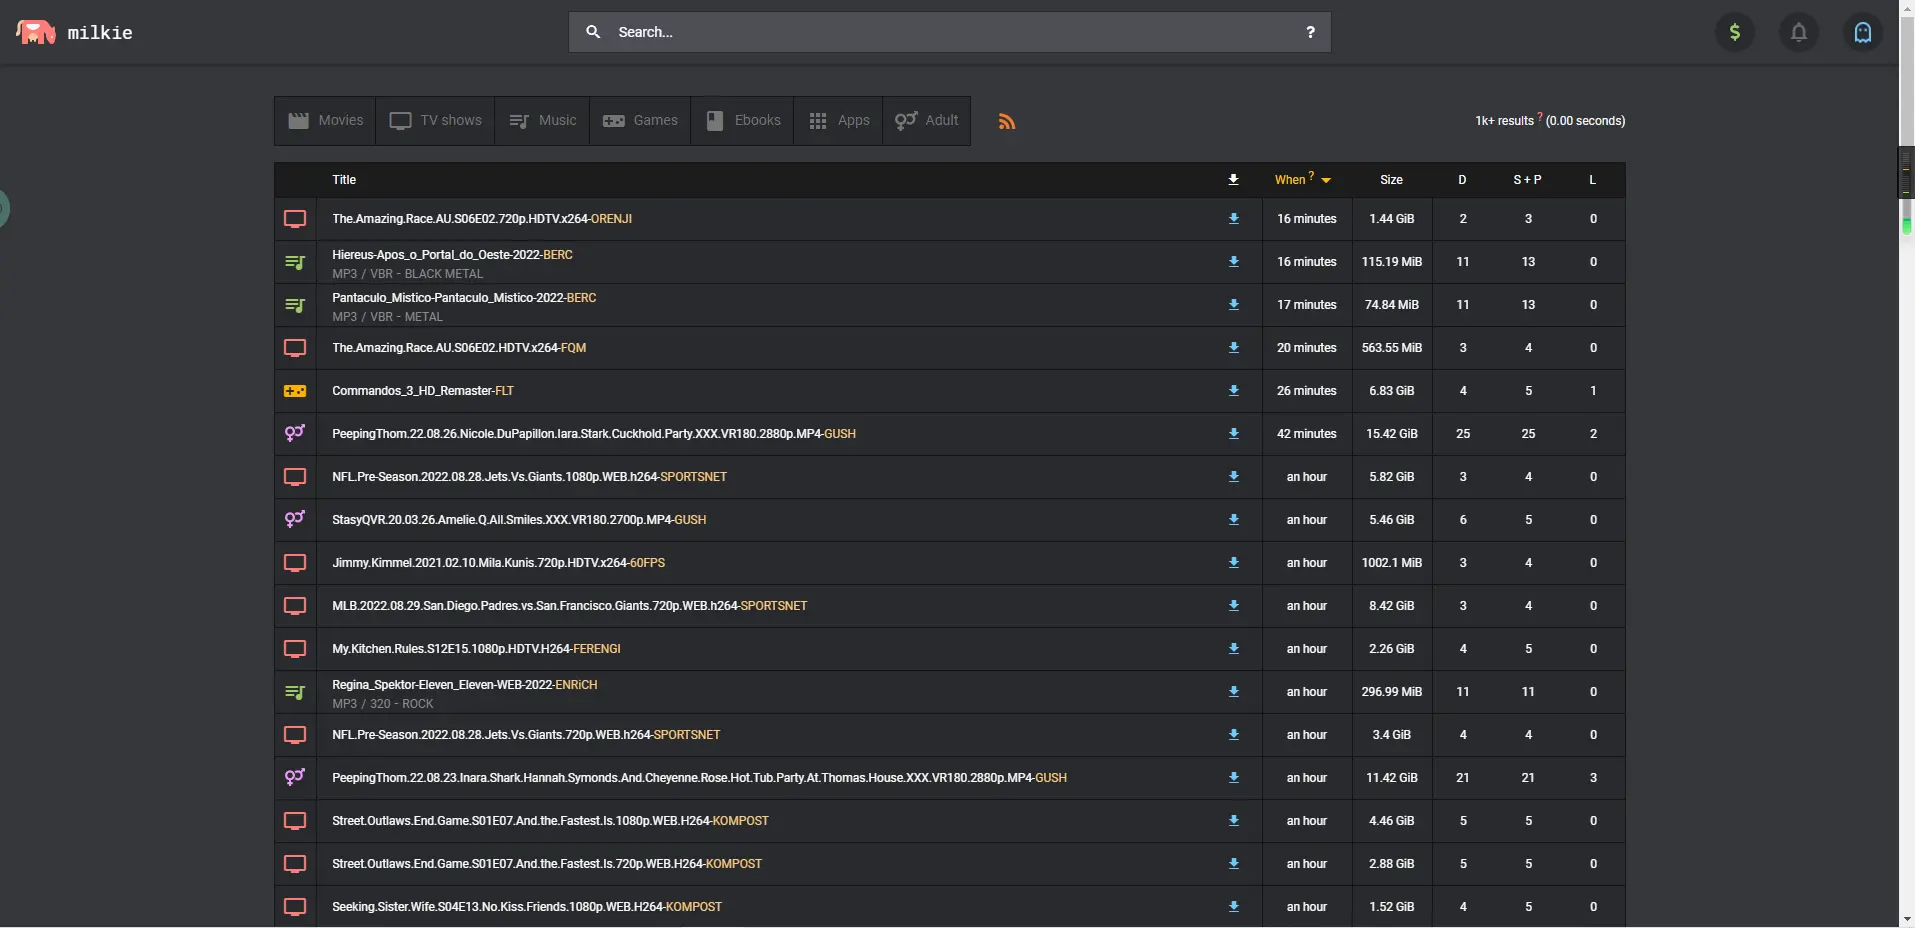 milkie
Search...
?
$
Movies TV shows Music Games Ebooks Apps Adult
1k+ results ? (0.00 seconds)
Title When ? Size D S + P L
The.Amazing.Race.AU.S06E02.720p.HDTV.x264-ORENJI 16 minutes 1.44 GiB 2 3 0
Hiereus-Apos_o_Portal_do_Oeste-2022-BERC 16 minutes 115.19 MiB 11 13 0
MP3 / VBR - BLACK METAL
Pantaculo_Mistico-Pantaculo_Mistico-2022-BERC 17 minutes 74.84 MiB 11 13 0
MP3 / VBR - METAL
The.Amazing.Race.AU.S06E02.HDTV.x264-FQM 20 minutes 563.55 MiB 3 4 0
Commandos_3_HD_Remaster-FLT 26 minutes 6.83 GiB 4 5 1
PeepingThom.22.08.26.Nicole.DuPapillon.Iara.Stark.Cuckhold.Party.XXX.VR180.2880p.MP4-GUSH 42 minutes 15.42 GiB 25 25 2
NFL.Pre-Season.2022.08.28.Jets.Vs.Giants.1080p.WEB.h264-SPORTSNET an hour 5.82 GiB 3 4 0
StasyQVR.20.03.26.Amelie.Q.All.Smiles.XXX.VR180.2700p.MP4-GUSH an hour 5.46 GiB 6 5 0
Jimmy.Kimmel.2021.02.10.Mila.Kunis.720p.HDTV.x264-60FPS an hour 1002.1 MiB 3 4 0
MLB.2022.08.29.San.Diego.Padres.vs.San.Francisco.Giants.720p.WEB.h264-SPORTSNET an hour 8.42 GiB 3 4 0
My.Kitchen.Rules.S12E15.1080p.HDTV.H264-FERENGI an hour 2.26 GiB 4 5 0
Regina_Spektor-Eleven_Eleven-WEB-2022-ENRiCH an hour 296.99 MiB 11 11 0
MP3 / 320 - ROCK
NFL.Pre-Season.2022.08.28.Jets.Vs.Giants.720p.WEB.h264-SPORTSNET an hour 3.4 GiB 4 4 0
PeepingThom.22.08.23.Inara.Shark.Hannah.Symonds.And.Cheyenne.Rose.Hot.Tub.Party.At.Thomas.House.XXX.VR180.2880p.MP4-GUSH an hour 11.42 GiB 21 21 3
Street.Outlaws.End.Game.S01E07.And.the.Fastest.Is.1080p.WEB.H264-KOMPOST an hour 4.46 GiB 5 5 0
Street.Outlaws.End.Game.S01E07.And.the.Fastest.Is.720p.WEB.H264-KOMPOST an hour 2.88 GiB 5 5 0
Seeking.Sister.Wife.S04E13.No.Kiss.Friends.1080p.WEB.H264-KOMPOST an hour 1.52 GiB 4 5 0